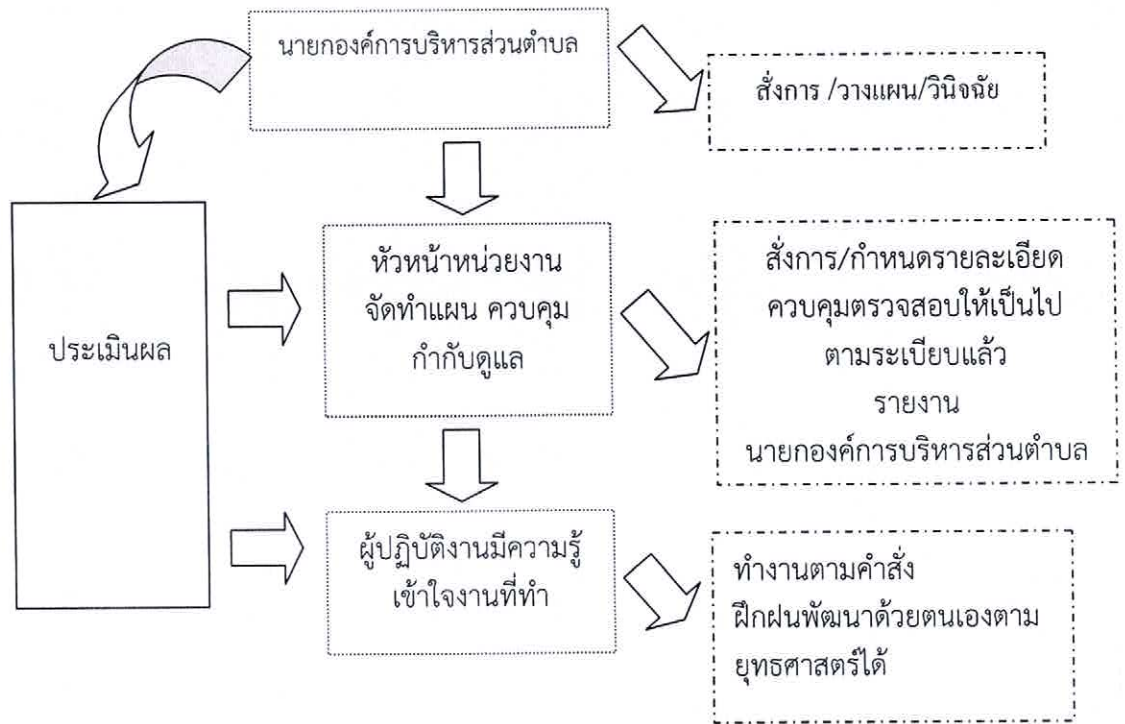 นายกองค์การบริหารส่วนตำบล
สั่งการ /วางแผน/วินิจฉัย
ประเมินผล
หัวหน้าหน่วยงาน
จัดทำแผน ควบคุม
กำกับดูแล
สั่งการ/กำหนดรายละเอียด
ควบคุมตรวจสอบให้เป็นไป
ตามระเบียบแล้ว
รายงาน
นายกองค์การบริหารส่วนตำบล
ผู้ปฏิบัติงานมีความรู้
เข้าใจงานที่ทำ
ทำงานตามคำสั่ง
ฝึกฝนพัฒนาด้วยตนเองตาม
ยุทธศาสตร์ได้